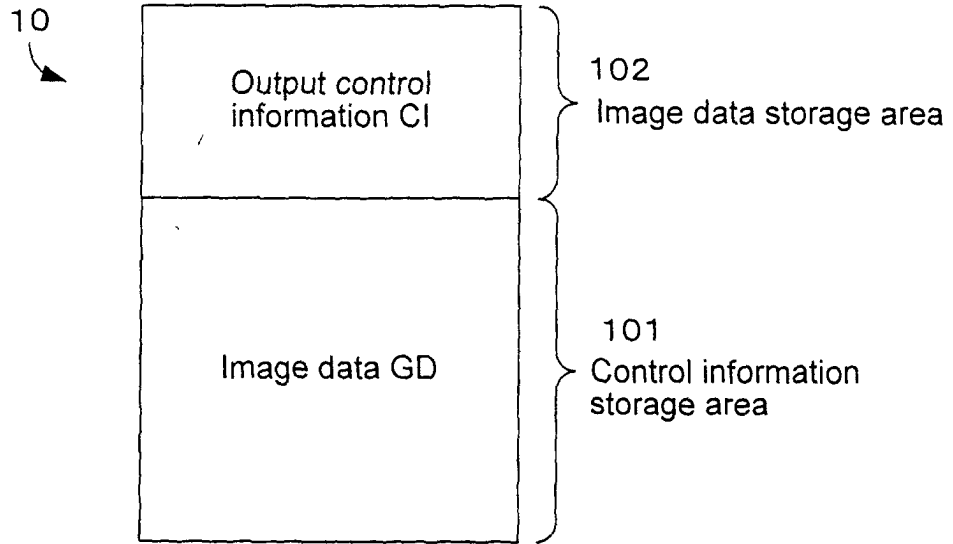 10
Output control
information CI
102
Image data storage area
Image data GD
101
Control information
storage area